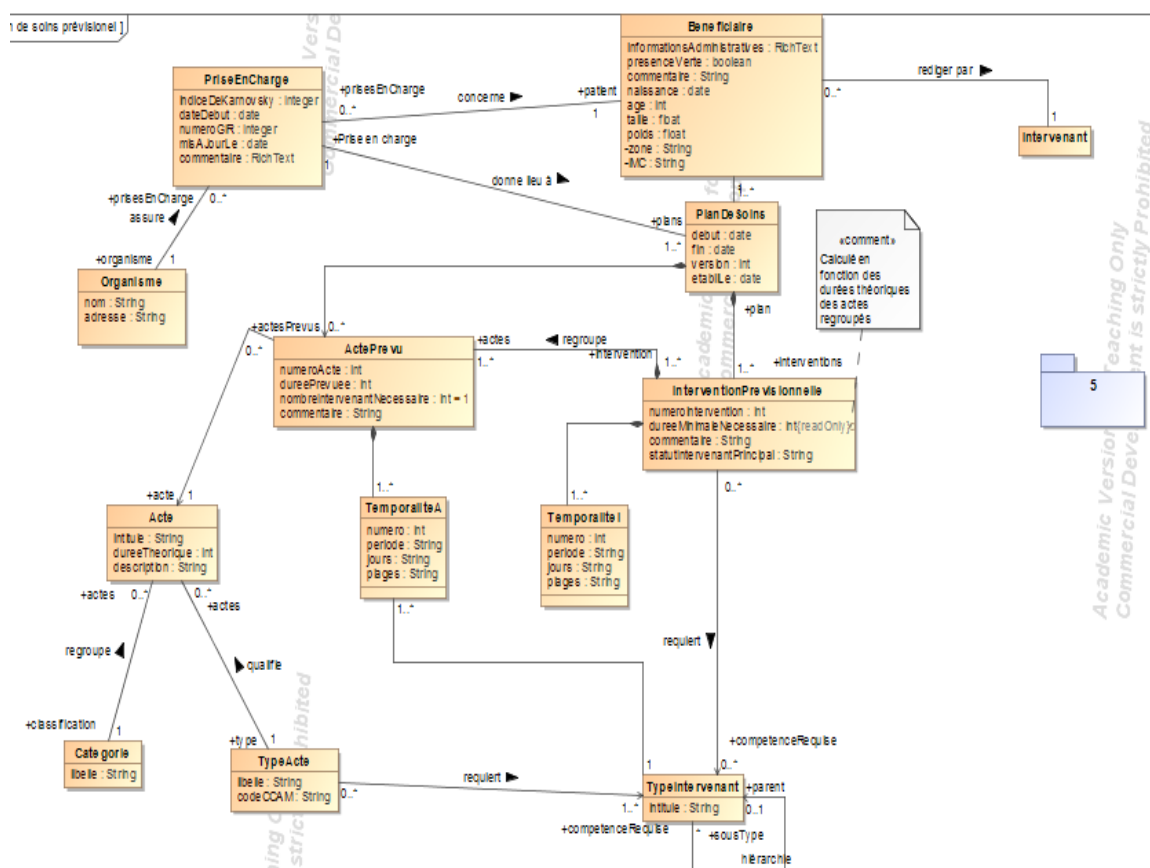 n de soins prévisionel ]
Beneficiaire
informationsAdministratives : RichText
presenceVerte : boolean
commentaire : String
naissance : date
age : int
taille : float
poids : float
-zone : String
-IMC : String
rediger par
0..*
1
Intervenant
PriseEnCharge
indiceDeKarnovsky : integer
dateDebut : date
numeroGIR : integer
misAJourLe : date
commentaire : RichText
+prisesEnCharge
0..*
concerne
+patient
1
+Prise en charge
1
donne lieu à
+plans
1..*
1
1..*
PlanDeSoins
debut : date
fin : date
version : int
etabliLe : date
«comment»
Calculé en
fonction des
durées théoriques
des actes
regroupés
+prisesEnCharge
0..*
assure
+organisme
1
Organisme
nom : String
adresse : String
+plan
+actesPrevus
0..*
0..*
ActePrevu
numeroActe : int
dureePrevuee : int
nombreIntervenantNecessaire : int = 1
commentaire : String
+actes
1..*
regroupe
+intervention
1..*
+interventions
1..*
InterventionPrevisionnelle
numeroIntervention : int
dureeMinimaleNecessaire : int{readOnly}
commentaire : String
statutIntervenantPrincipal : String
5
0..*
+acte
1
Acte
intitule : String
dureeTheorique : int
description : String
1..*
TemporaliteA
numero : int
periode : String
jours : String
plages : String
1..*
TemporaliteI
numero : int
periode : String
jours : String
plages : String
+actes
0..*
0..*
+actes
1..*
regroupe
qualifie
requiert
+classification
1
Categorie
libelle : String
+type
1
TypeActe
libelle : String
codeCCAM : String
0..*
requiert
1..*
+competenceRequise
1
+competenceRequise
0..*
TypeIntervenant
intitule : String
+parent
0..1
*
+sousType
hiérarchie
Academic Version for Teaching Only
Commercial Development is strictly Prohibited